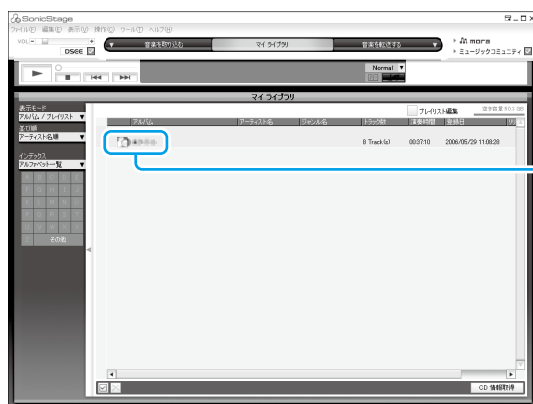 SonicStage
ファイル(F) 編集(E) 表示(V) 操作(C) ツール(T) ヘルプ(H)
VOL
DSEE
音楽を取り込む
マイ ライブラリ
音楽を転送する
mora
ミュージックコミュニティ
Normal
マイ ライブラリ
表示モード
アルバム / プレイリスト
並び順
アーティスト名順
インデックス
アルファベット一覧
その他
プレイリスト編集
アルバム アーティスト名 ジャンル名 トラック数 演奏時間 登録日
8 Track(s) 00:37:10 2006/05/29 11:08:28
CD 情報取得